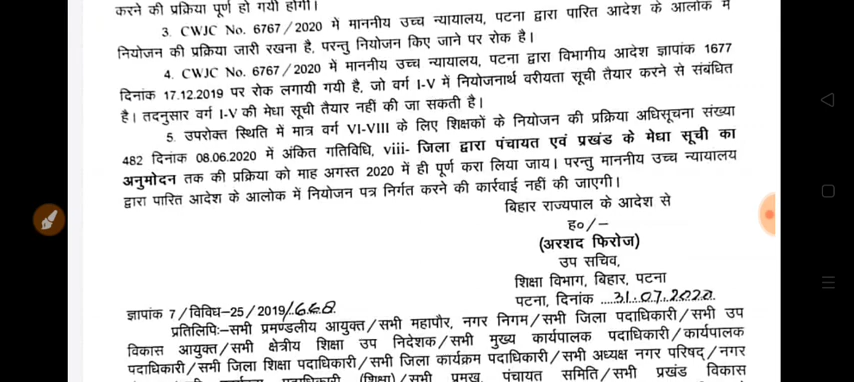 करने की प्रक्रिया पूर्ण हो गयी होगी।
3. CWJC No. 6767/2020 में माननीय उच्च न्यायालय, पटना द्वारा पारित आदेश के आलोक में
नियोजन की प्रक्रिया जारी रखना है, परन्तु नियोजन किए जाने पर रोक है।
4. CWJC No. 6767/2020 में माननीय उच्च न्यायालय, पटना द्वारा विभागीय आदेश ज्ञापांक 1677
दिनांक 17.12.2019 पर रोक लगायी गयी है, जो वर्ग I-V में नियोजनार्थ वरीयता सूची तैयार करने से संबंधित
है। तदनुसार वर्ग I-V की मेधा सूची तैयार नहीं की जा सकती है।
5. उपरोक्त स्थिति में मात्र वर्ग VI-VIII के लिए शिक्षकों के नियोजन की प्रक्रिया अधिसूचना संख्या
482 दिनांक 08.06.2020 में अंकित गतिविधि, viii- जिला द्वारा पंचायत एवं प्रखंड के मेधा सूची का
अनुमोदन तक की प्रक्रिया को माह अगस्त 2020 में ही पूर्ण करा लिया जाय। परन्तु माननीय उच्च न्यायालय
द्वारा पारित आदेश के आलोक में नियोजन पत्र निर्गत करने की कार्रवाई नहीं की जाएगी।
बिहार राज्यपाल के आदेश से
ह०/-
(अरशद फिरोज)
उप सचिव,
शिक्षा विभाग, बिहार, पटना
ज्ञापांक 7/विविध-25/2019/668 पटना, दिनांक ....31.07.2020
प्रतिलिपिः-सभी प्रमण्डलीय आयुक्त/सभी महापौर, नगर निगम/सभी जिला पदाधिकारी/सभी उप
विकास आयुक्त/सभी क्षेत्रीय शिक्षा उप निदेशक/सभी मुख्य कार्यपालक पदाधिकारी/कार्यपालक
पदाधिकारी/सभी जिला शिक्षा पदाधिकारी/सभी जिला कार्यक्रम पदाधिकारी/सभी अध्यक्ष नगर परिषद्/नगर
(शिक्षा)/सभी प्रमुख, पंचायत समिति/सभी प्रखंड विकास